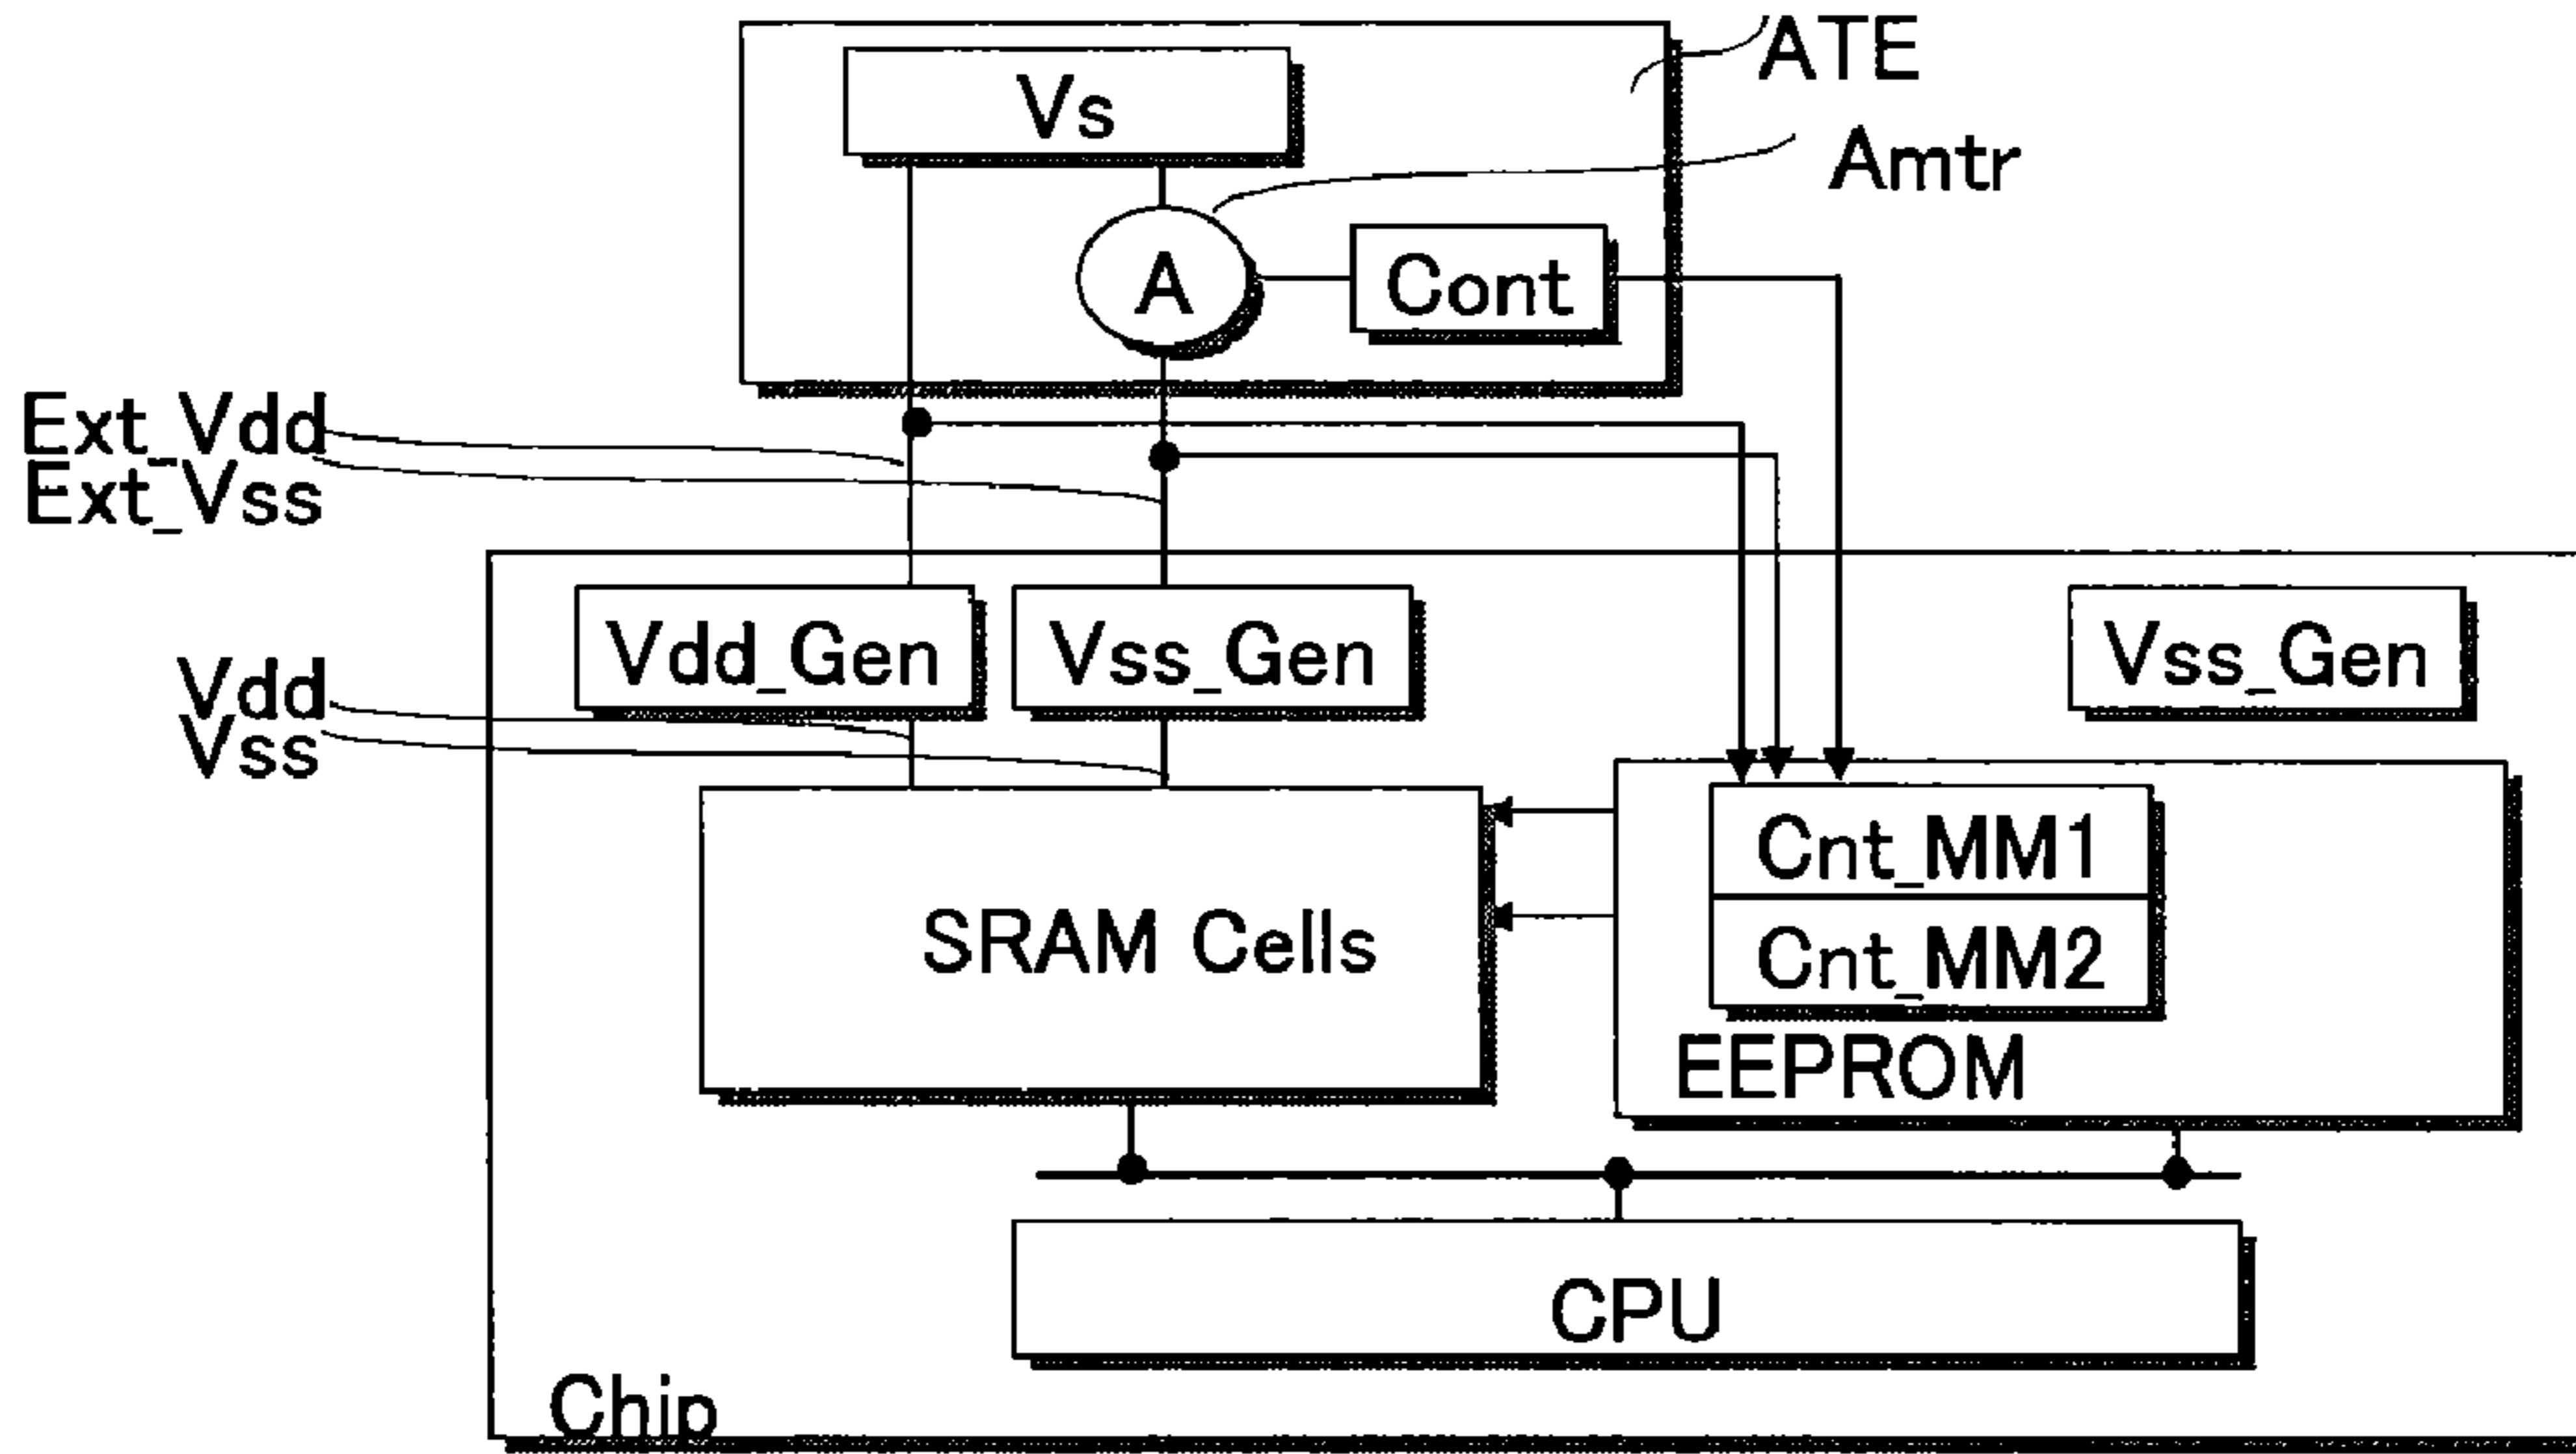 ATE
Vs
Amtr
A
Cont
Ext_Vdd
Ext_Vss
Vdd_Gen
Vss_Gen
Vss_Gen
Vdd
Vss
Cnt_MM1
SRAM Cells
Cnt_MM2
EEPROM
CPU
Chip